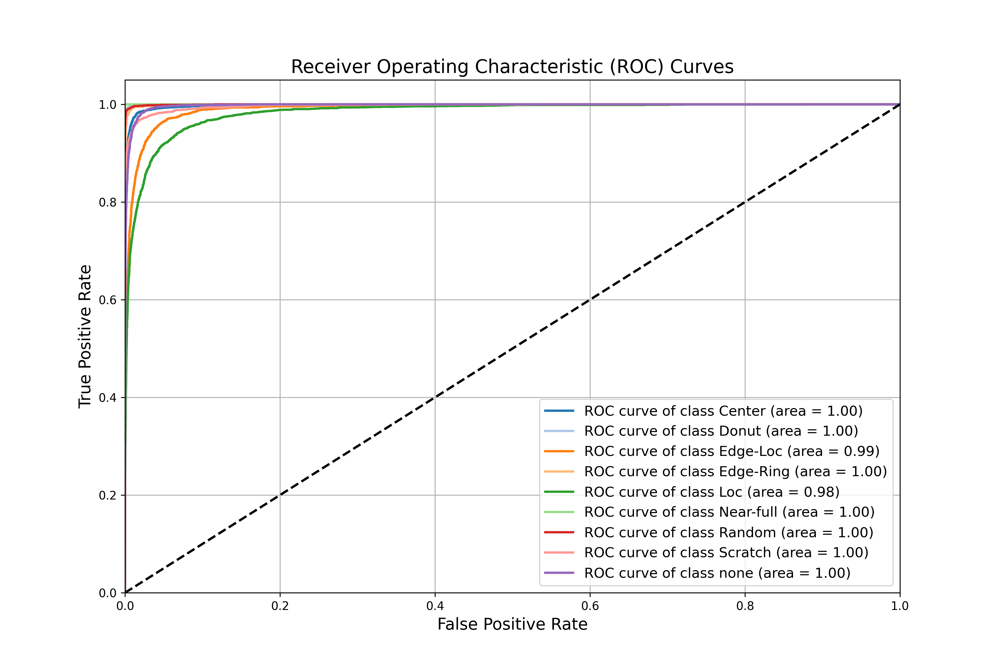 Receiver Operating Characteristic (ROC) Curves
True Positive Rate
1.0
0.8
0.6
0.4
0.2
0.0
ROC curve of class Center (area = 1.00)
ROC curve of class Donut (area = 1.00)
ROC curve of class Edge-Loc (area = 0.99)
ROC curve of class Edge-Ring (area = 1.00)
ROC curve of class Loc (area = 0.98)
ROC curve of class Near-full (area = 1.00)
ROC curve of class Random (area = 1.00)
ROC curve of class Scratch (area = 1.00)
ROC curve of class none (area = 1.00)
0.0 0.2 0.4 0.6 0.8 1.0
False Positive Rate